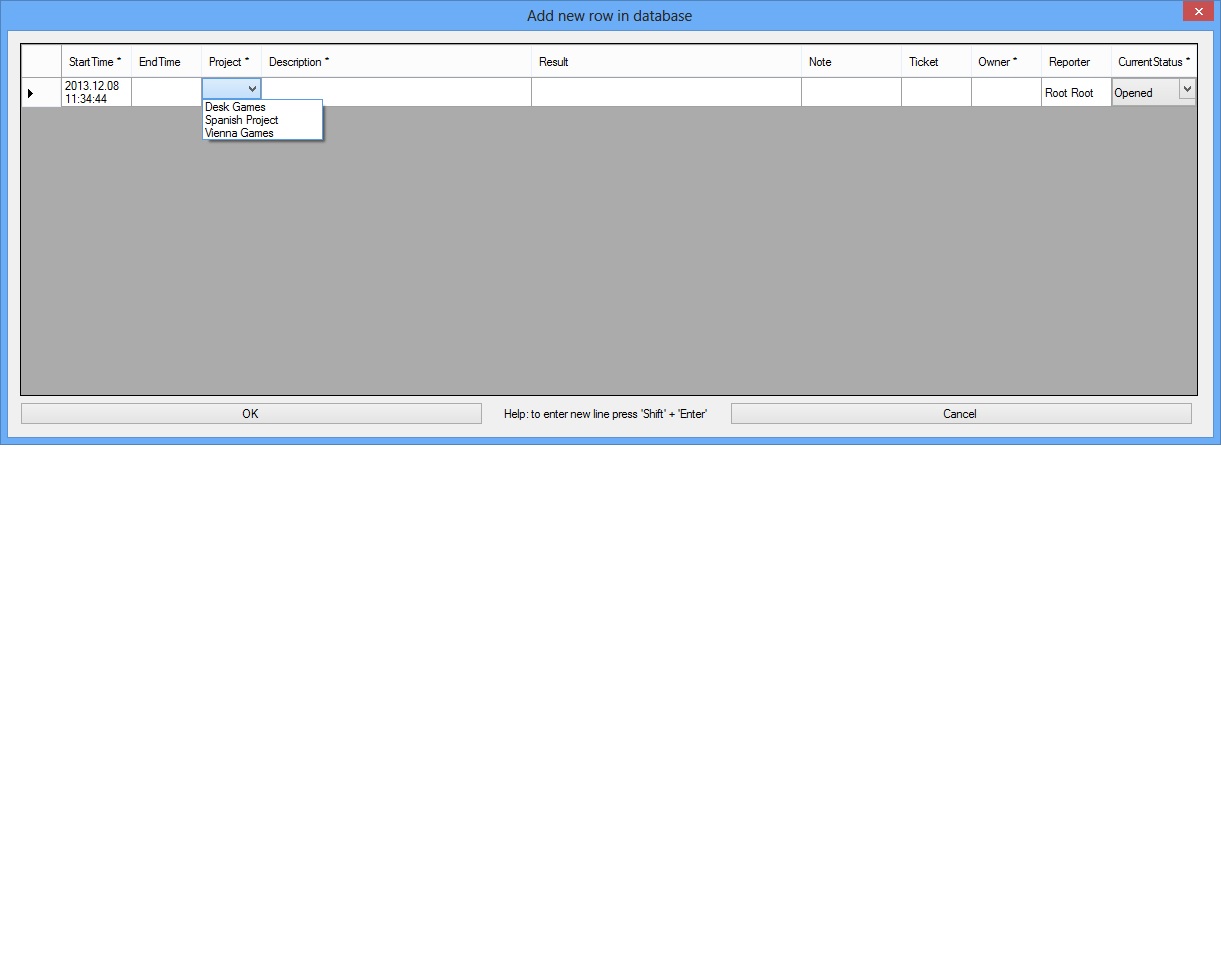 Add new row in database
StartTime * EndTime Project * Description * Result Note Ticket Owner * Reporter CurrentStatus *
2013.12.08
11:34:44
Root Root Opened
Desk Games
Spanish Project
Vienna Games
OK Help: to enter new line press 'Shift' + 'Enter' Cancel